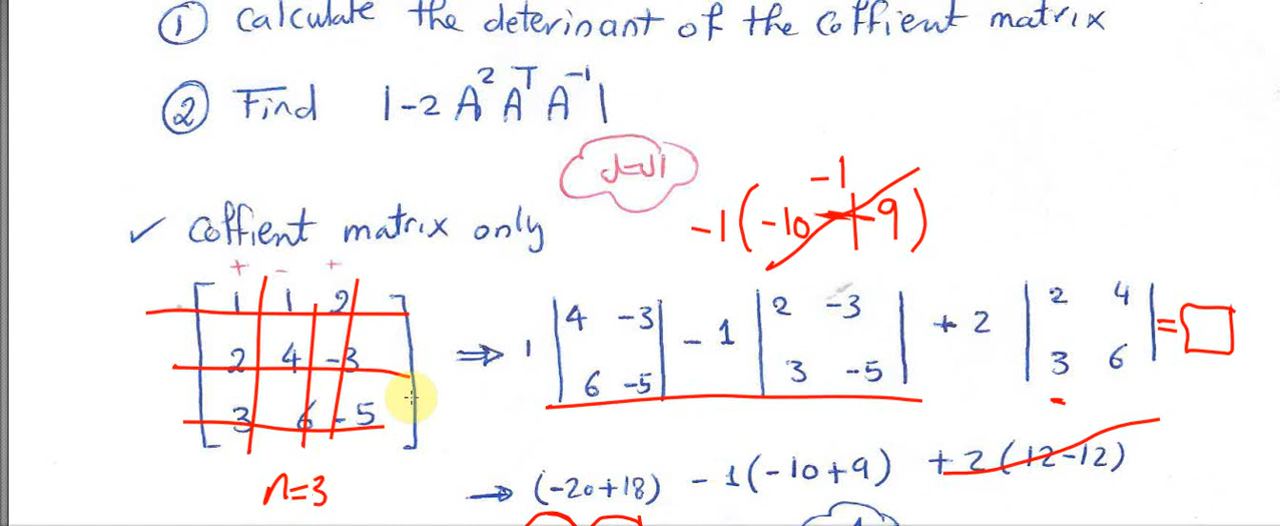 ① Calculate the deterinant of the Coffient matrix
② Find |-2 A² Aᵀ A⁻¹|
الحل
-1
-1(-10+9)
✓ Coffient matrix only
+ - +
[1 1 2
2 4 -3
3 6 -5]
⇒ 1 |4 -3
6 -5| - 1 |2 -3
3 -5| + 2 |2 4
3 6| = □
n=3
→ (-20+18) - 1(-10+9) + 2(12-12)